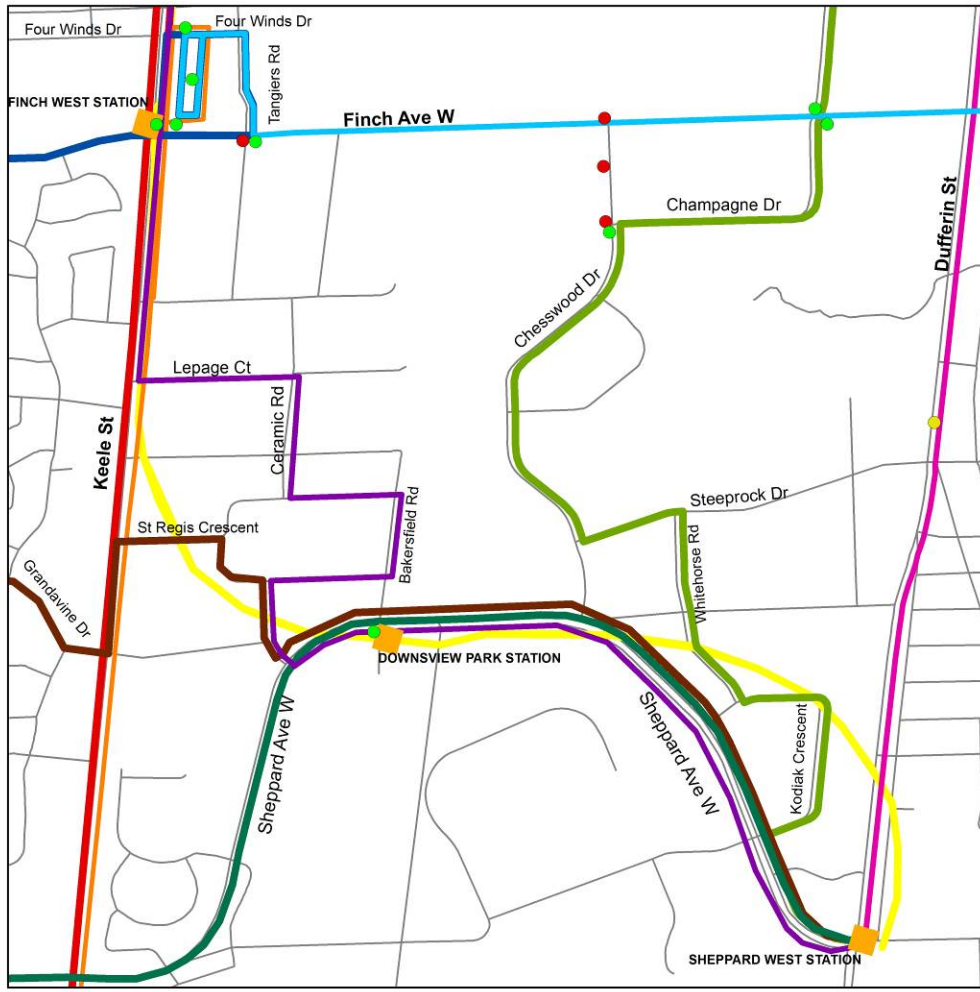 Four Winds Dr
Four Winds Dr
Tangiers Rd
FINCH WEST STATION
Finch Ave W
Champagne Dr
Dufferin St
Chesswood Dr
Lepage Ct
Ceramic Rd
Keele St
Steeprock Dr
Bakersfield Rd
St Regis Crescent
Whitehorse Rd
Grandavine Dr
DOWNSVIEW PARK STATION
Sheppard Ave W
Sheppard Ave W
Kodiak Crescent
SHEPPARD WEST STATION